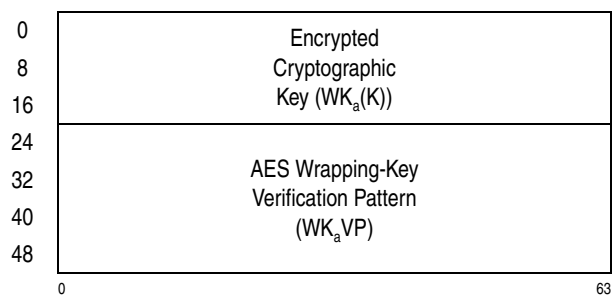 0
8
16
24
32
40
48
Encrypted
Cryptographic
Key (WKₐ(K))
AES Wrapping-Key
Verification Pattern
(WKₐVP)
0 63